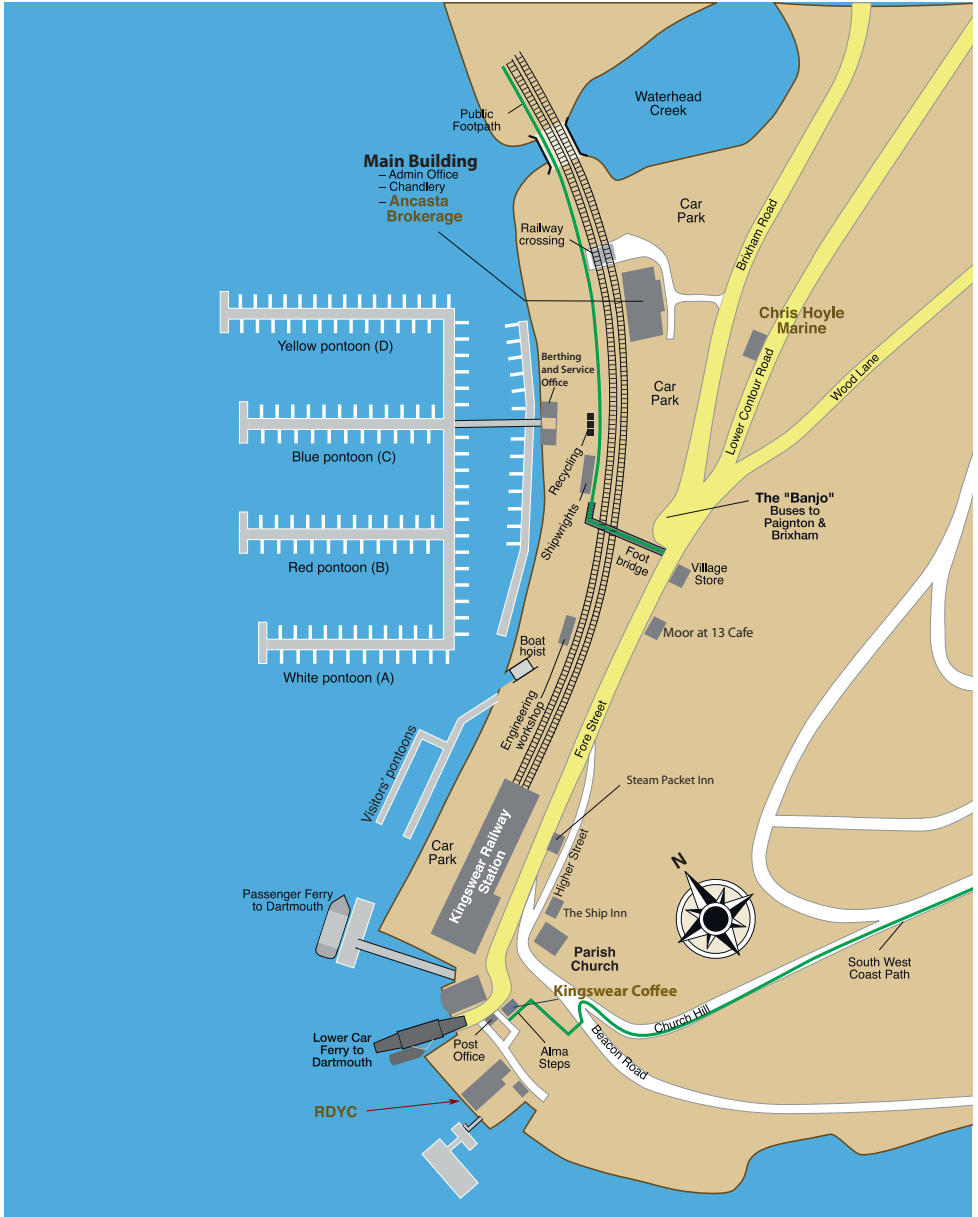 Waterhead
Creek
Public
Footpath
Main Building
– Admin Office
– Chandlery
– Ancasta
Brokerage
Car
Park
Brixham Road
Railway
crossing
Chris Hoyle
Marine
Yellow pontoon (D)
Berthing
and Service
Office
Car
Park
Lower Contour Road
Wood Lane
Blue pontoon (C)
Recycling
Shipwrights
The "Banjo"
Buses to
Paignton &
Brixham
Foot
bridge
Red pontoon (B)
Village
Store
Moor at 13 Cafe
Boat
hoist
White pontoon (A)
Engineering
workshop
Fore Street
Visitors' pontoons
Steam Packet Inn
Car
Park
Kingswear Railway
Station
Higher Street
N
Passenger Ferry
to Dartmouth
The Ship Inn
Parish
Church
South West
Coast Path
Kingswear Coffee
Church Hill
Lower Car
Ferry to
Dartmouth
Post
Office
Alma
Steps
Beacon Road
RDYC